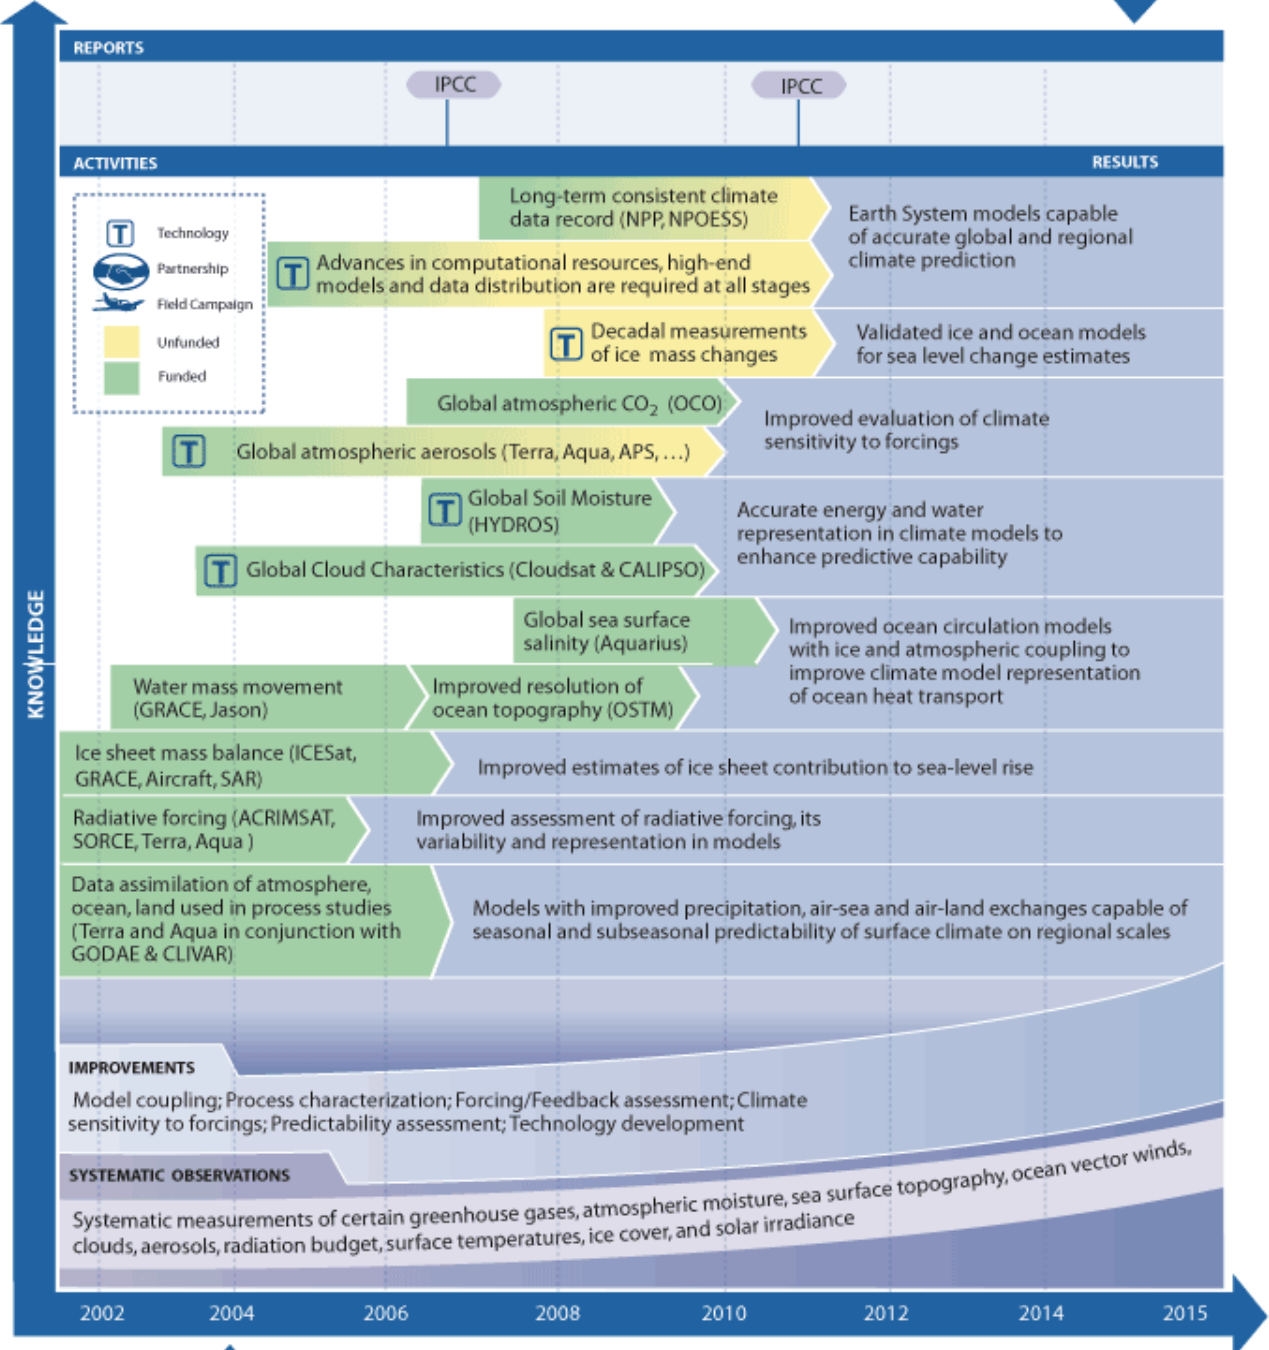 REPORTS
IPCC
IPCC
ACTIVITIES
RESULTS
T
Technology
Partnership
Field Campaign
Unfunded
Funded
Long-term consistent climate
data record (NPP, NPOESS)
T
Advances in computational resources, high-end
models and data distribution are required at all stages
Earth System models capable
of accurate global and regional
climate prediction
T
Decadal measurements
of ice mass changes
Validated ice and ocean models
for sea level change estimates
Global atmospheric CO2 (OCO)
T
Global atmospheric aerosols (Terra, Aqua, APS, …)
Improved evaluation of climate
sensitivity to forcings
T
Global Soil Moisture
(HYDROS)
T
Global Cloud Characteristics (Cloudsat & CALIPSO)
Accurate energy and water
representation in climate models to
enhance predictive capability
Global sea surface
salinity (Aquarius)
Water mass movement
(GRACE, Jason)
Improved resolution of
ocean topography (OSTM)
Improved ocean circulation models
with ice and atmospheric coupling to
improve climate model representation
of ocean heat transport
Ice sheet mass balance (ICESat,
GRACE, Aircraft, SAR)
Improved estimates of ice sheet contribution to sea-level rise
Radiative forcing (ACRIMSAT,
SORCE, Terra, Aqua )
Improved assessment of radiative forcing, its
variability and representation in models
Data assimilation of atmosphere,
ocean, land used in process studies
(Terra and Aqua in conjunction with
GODAE & CLIVAR)
Models with improved precipitation, air-sea and air-land exchanges capable of
seasonal and subseasonal predictability of surface climate on regional scales
KNOWLEDGE
IMPROVEMENTS
Model coupling; Process characterization; Forcing/Feedback assessment; Climate
sensitivity to forcings; Predictability assessment; Technology development
SYSTEMATIC OBSERVATIONS
Systematic measurements of certain greenhouse gases, atmospheric moisture, sea surface topography, ocean vector winds,
clouds, aerosols, radiation budget, surface temperatures, ice cover, and solar irradiance
2002 2004 2006 2008 2010 2012 2014 2015